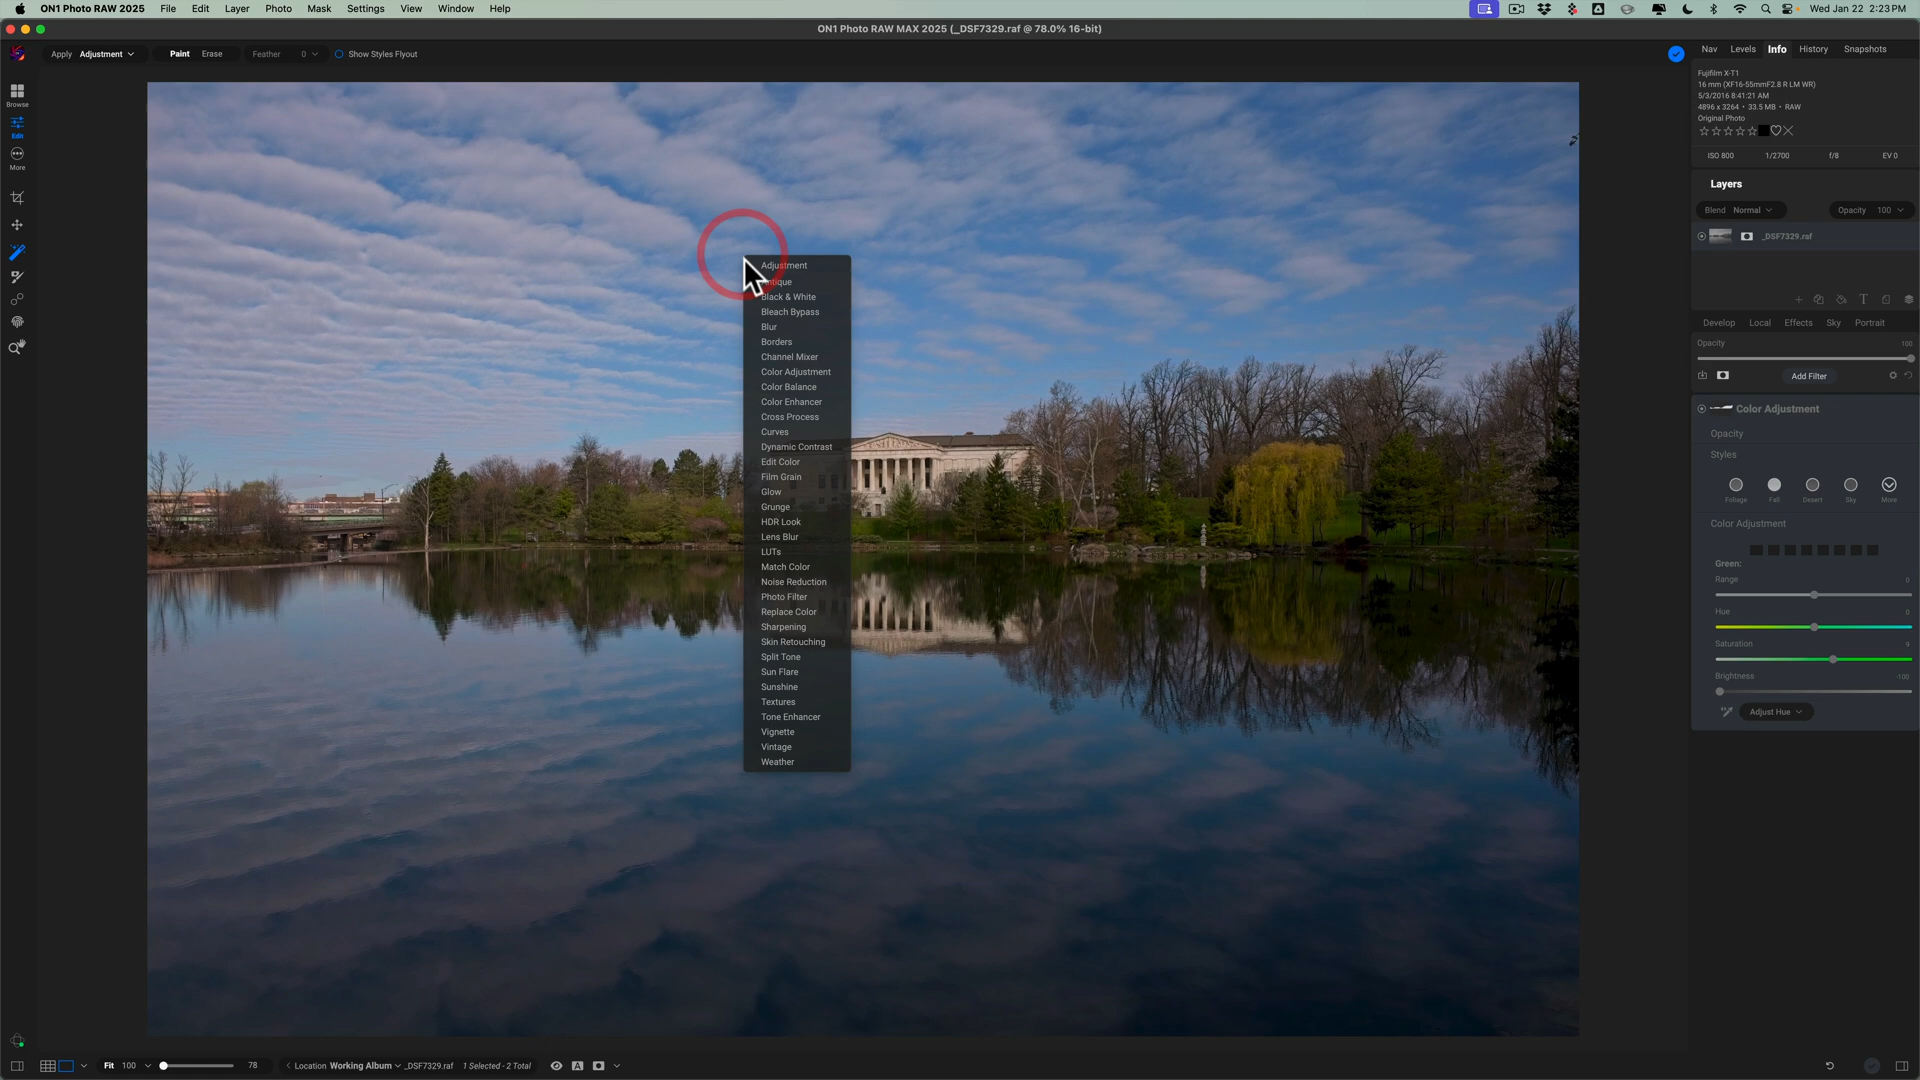 ON1 Photo RAW 2025 File Edit Layer Photo Mask Settings View Window Help
Wed Jan 22 2:23 PM
ON1 Photo RAW MAX 2025 (_DSF7329.raf @ 78.0% 16-bit)
Apply Adjustment Paint Erase Feather 0 Show Styles Flyout
Nav Levels Info History Snapshots
Browse
Edit
More
Fujifilm X-T1
16 mm (XF16-55mmF2.8 R LM WR)
5/3/2016 8:41:21 AM
4896 x 3264 • 33.5 MB • RAW
Original Photo
ISO 800 1/2700 f/8 EV 0
Layers
Blend Normal Opacity 100
_DSF7329.raf
Develop Local Effects Sky Portrait
Opacity 100
Add Filter
Color Adjustment
Opacity
Styles
Foliage Fall Desert Sky More
Color Adjustment
Green:
Range 0
Hue 0
Saturation 9
Brightness -100
Adjust Hue
Adjustment
Antique
Black & White
Bleach Bypass
Blur
Borders
Channel Mixer
Color Adjustment
Color Balance
Color Enhancer
Cross Process
Curves
Dynamic Contrast
Edit Color
Film Grain
Glow
Grunge
HDR Look
Lens Blur
LUTs
Match Color
Noise Reduction
Photo Filter
Replace Color
Sharpening
Skin Retouching
Split Tone
Sun Flare
Sunshine
Textures
Tone Enhancer
Vignette
Vintage
Weather
Fit 100 78 Location Working Album _DSF7329.raf 1 Selected - 2 Total